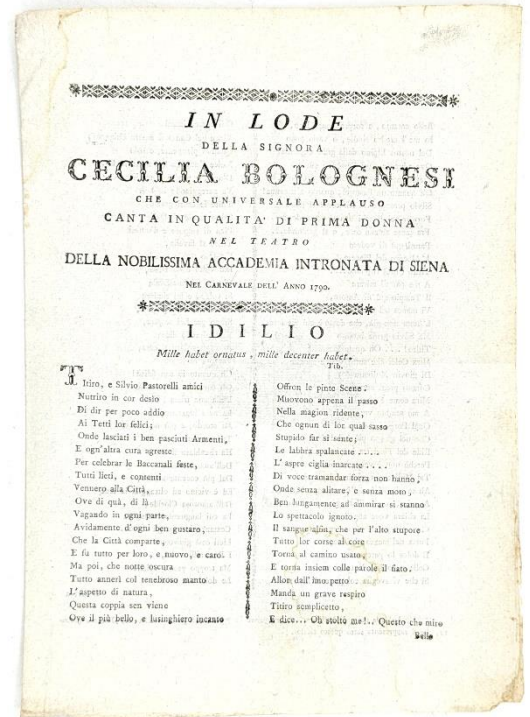 IN LODE
DELLA SIGNORA
CECILIA BOLOGNESI
CHE CON UNIVERSALE APPLAUSO
CANTA IN QUALITA' DI PRIMA DONNA
NEL TEATRO
DELLA NOBILISSIMA ACCADEMIA INTRONATA DI SIENA
NEL CARNEVALE DELL' ANNO 1790.
IDILIO
Mille habet ornatus, mille decenter habet.
Tib.
TItiro, e Silvio Pastorelli amici
Nutriro in cor desio
Di dir per poco addio
Ai Tetti lor felici;
Onde lasciati i ben pasciuti Armenti,
E ogn'altra cura agreste
Per celebrar le Baccanali feste,
Tutti lieti, e contenti
Vennero alla Città,
Ove di quà, di là
Vagando in ogni parte,
Avidamente d'ogni ben gustaro,
Che la Città comparte,
E fù tutto per loro, e nuovo, e caro.
Ma poi, che notte oscura
Tutto annerì col tenebroso manto
L'aspetto di natura,
Questa coppia sen viene
Ove il più bello, e lusinghiero incanto
Offron le pinte Scene.
Muovono appena il passo
Nella magion ridente,
Che ognun di lor qual sasso
Stupido far si sente;
Le labbra spalancate ....
L' aspre ciglia inarcate ....
Di voce tramandar forza non hanno,
Onde senza alitare, e senza moto,
Ben lungamente ad ammirar si stanno
Lo spettacolo ignoto.
Il sangue alfin, che per l'alto stupore
Tutto lor corse al core
Torna al camino usato,
E torna insiem colle parole il fiato.
Allor dall'imo petto
Manda un grave respiro
Titiro semplicetto,
E dice... Oh stolto me!.. Questo che miro
Bello